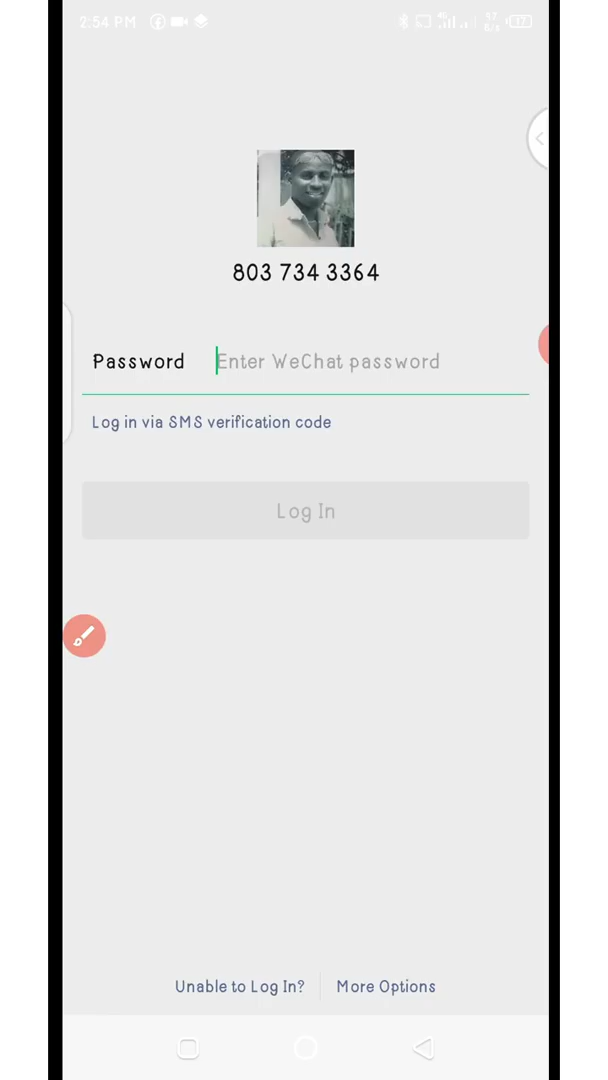 2:54 PM
803 734 3364
Password Enter WeChat password
Log in via SMS verification code
Log In
Unable to Log In? More Options